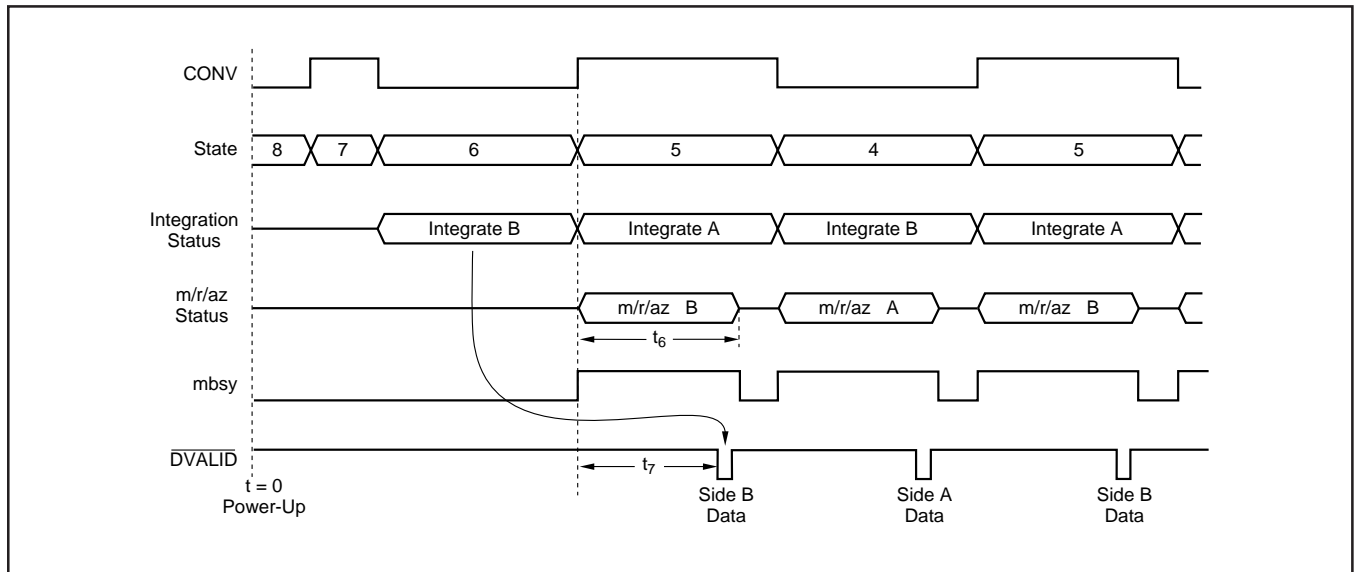 CONV
State
8
7
6
5
4
5
Integration
Status
Integrate B
Integrate A
Integrate B
Integrate A
m/r/az
Status
m/r/az B
m/r/az A
m/r/az B
t6
mbsy
DVALID
t7
t = 0
Power-Up
Side B
Data
Side A
Data
Side B
Data